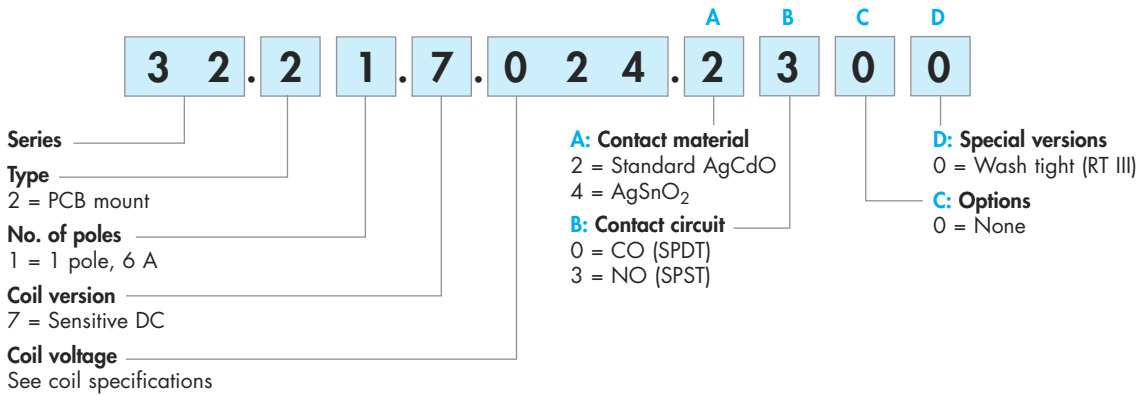 A B C D
3 2 . 2 1 . 7 . 0 2 4 . 2 3 0 0
Series
Type
2 = PCB mount
No. of poles
1 = 1 pole, 6 A
Coil version
7 = Sensitive DC
Coil voltage
See coil specifications
A: Contact material
2 = Standard AgCdO
4 = AgSnO₂
B: Contact circuit
0 = CO (SPDT)
3 = NO (SPST)
D: Special versions
0 = Wash tight (RT III)
C: Options
0 = None